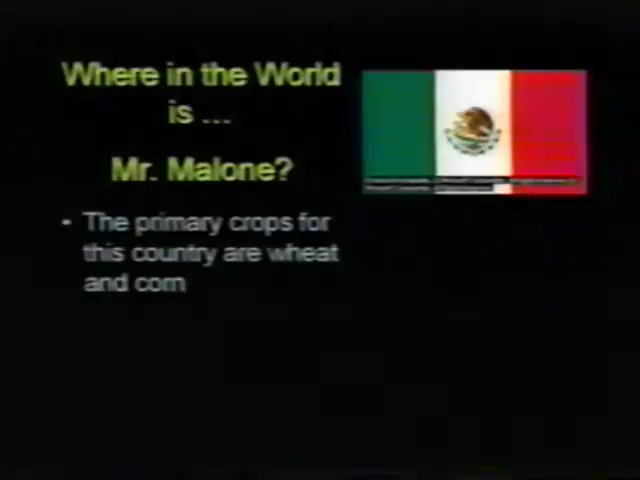 Where in the World
is ...
Mr. Malone?
• The primary crops for
this country are wheat
and corn